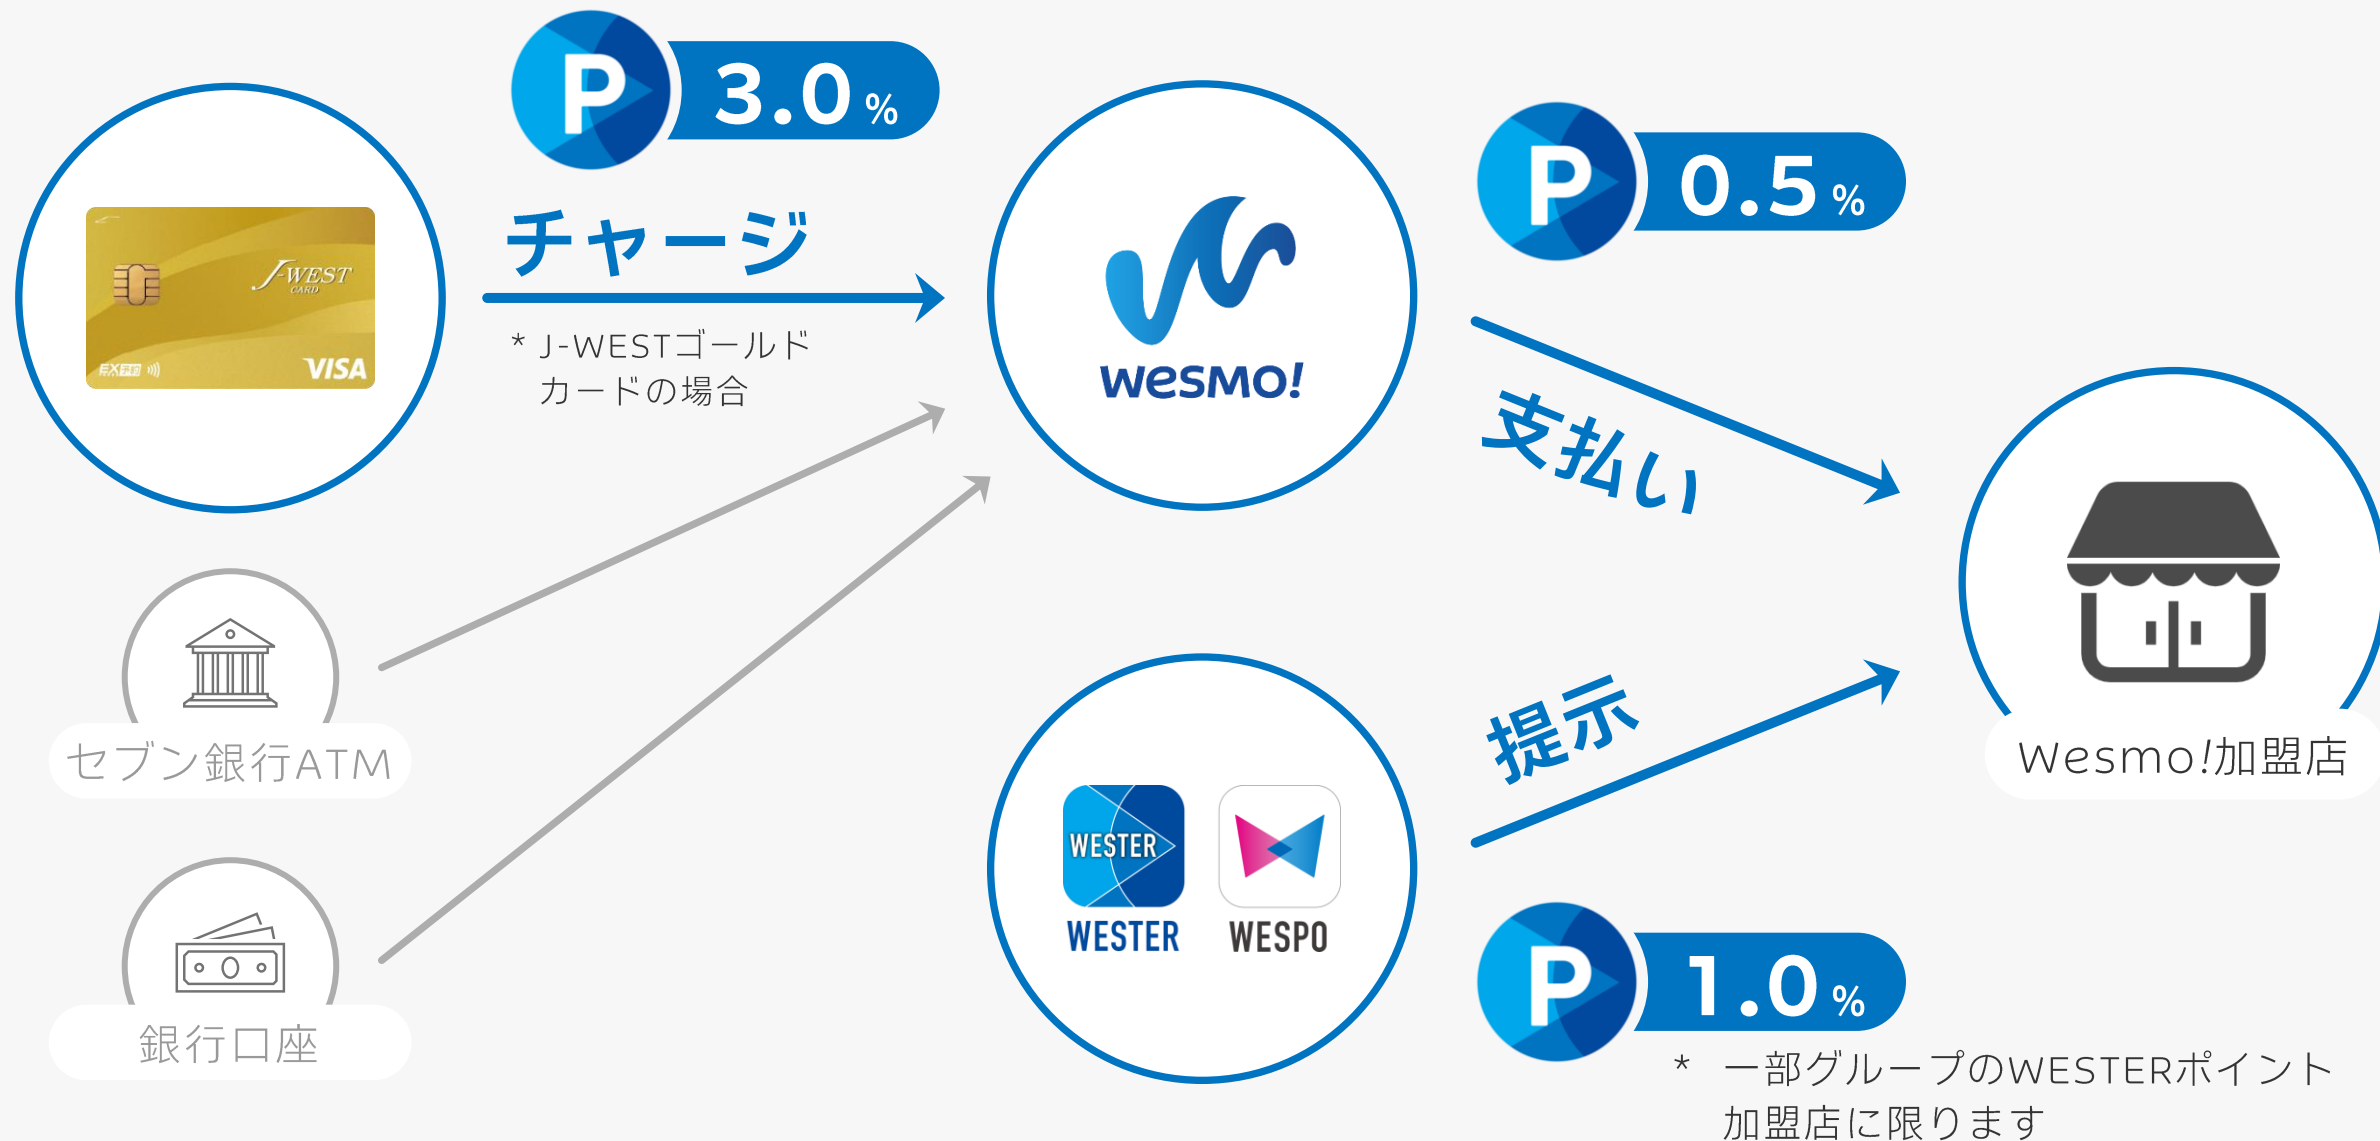 P 3.0%
チャージ
* J-WESTゴールド
カードの場合
J-WEST
CARD
EX予約
VISA
WESMO!
P 0.5%
支払い
セブン銀行ATM
銀行口座
WESTER
WESTER
WESPO
提示
Wesmo!加盟店
P 1.0%
* 一部グループのWESTERポイント
加盟店に限ります